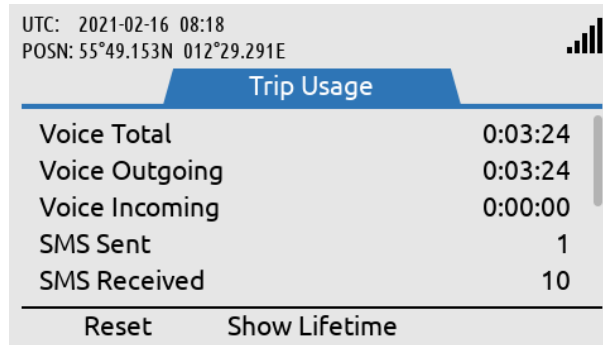 UTC: 2021-02-16 08:18
POSN: 55°49.153N 012°29.291E
Trip Usage
Voice Total 0:03:24
Voice Outgoing 0:03:24
Voice Incoming 0:00:00
SMS Sent 1
SMS Received 10
Reset Show Lifetime